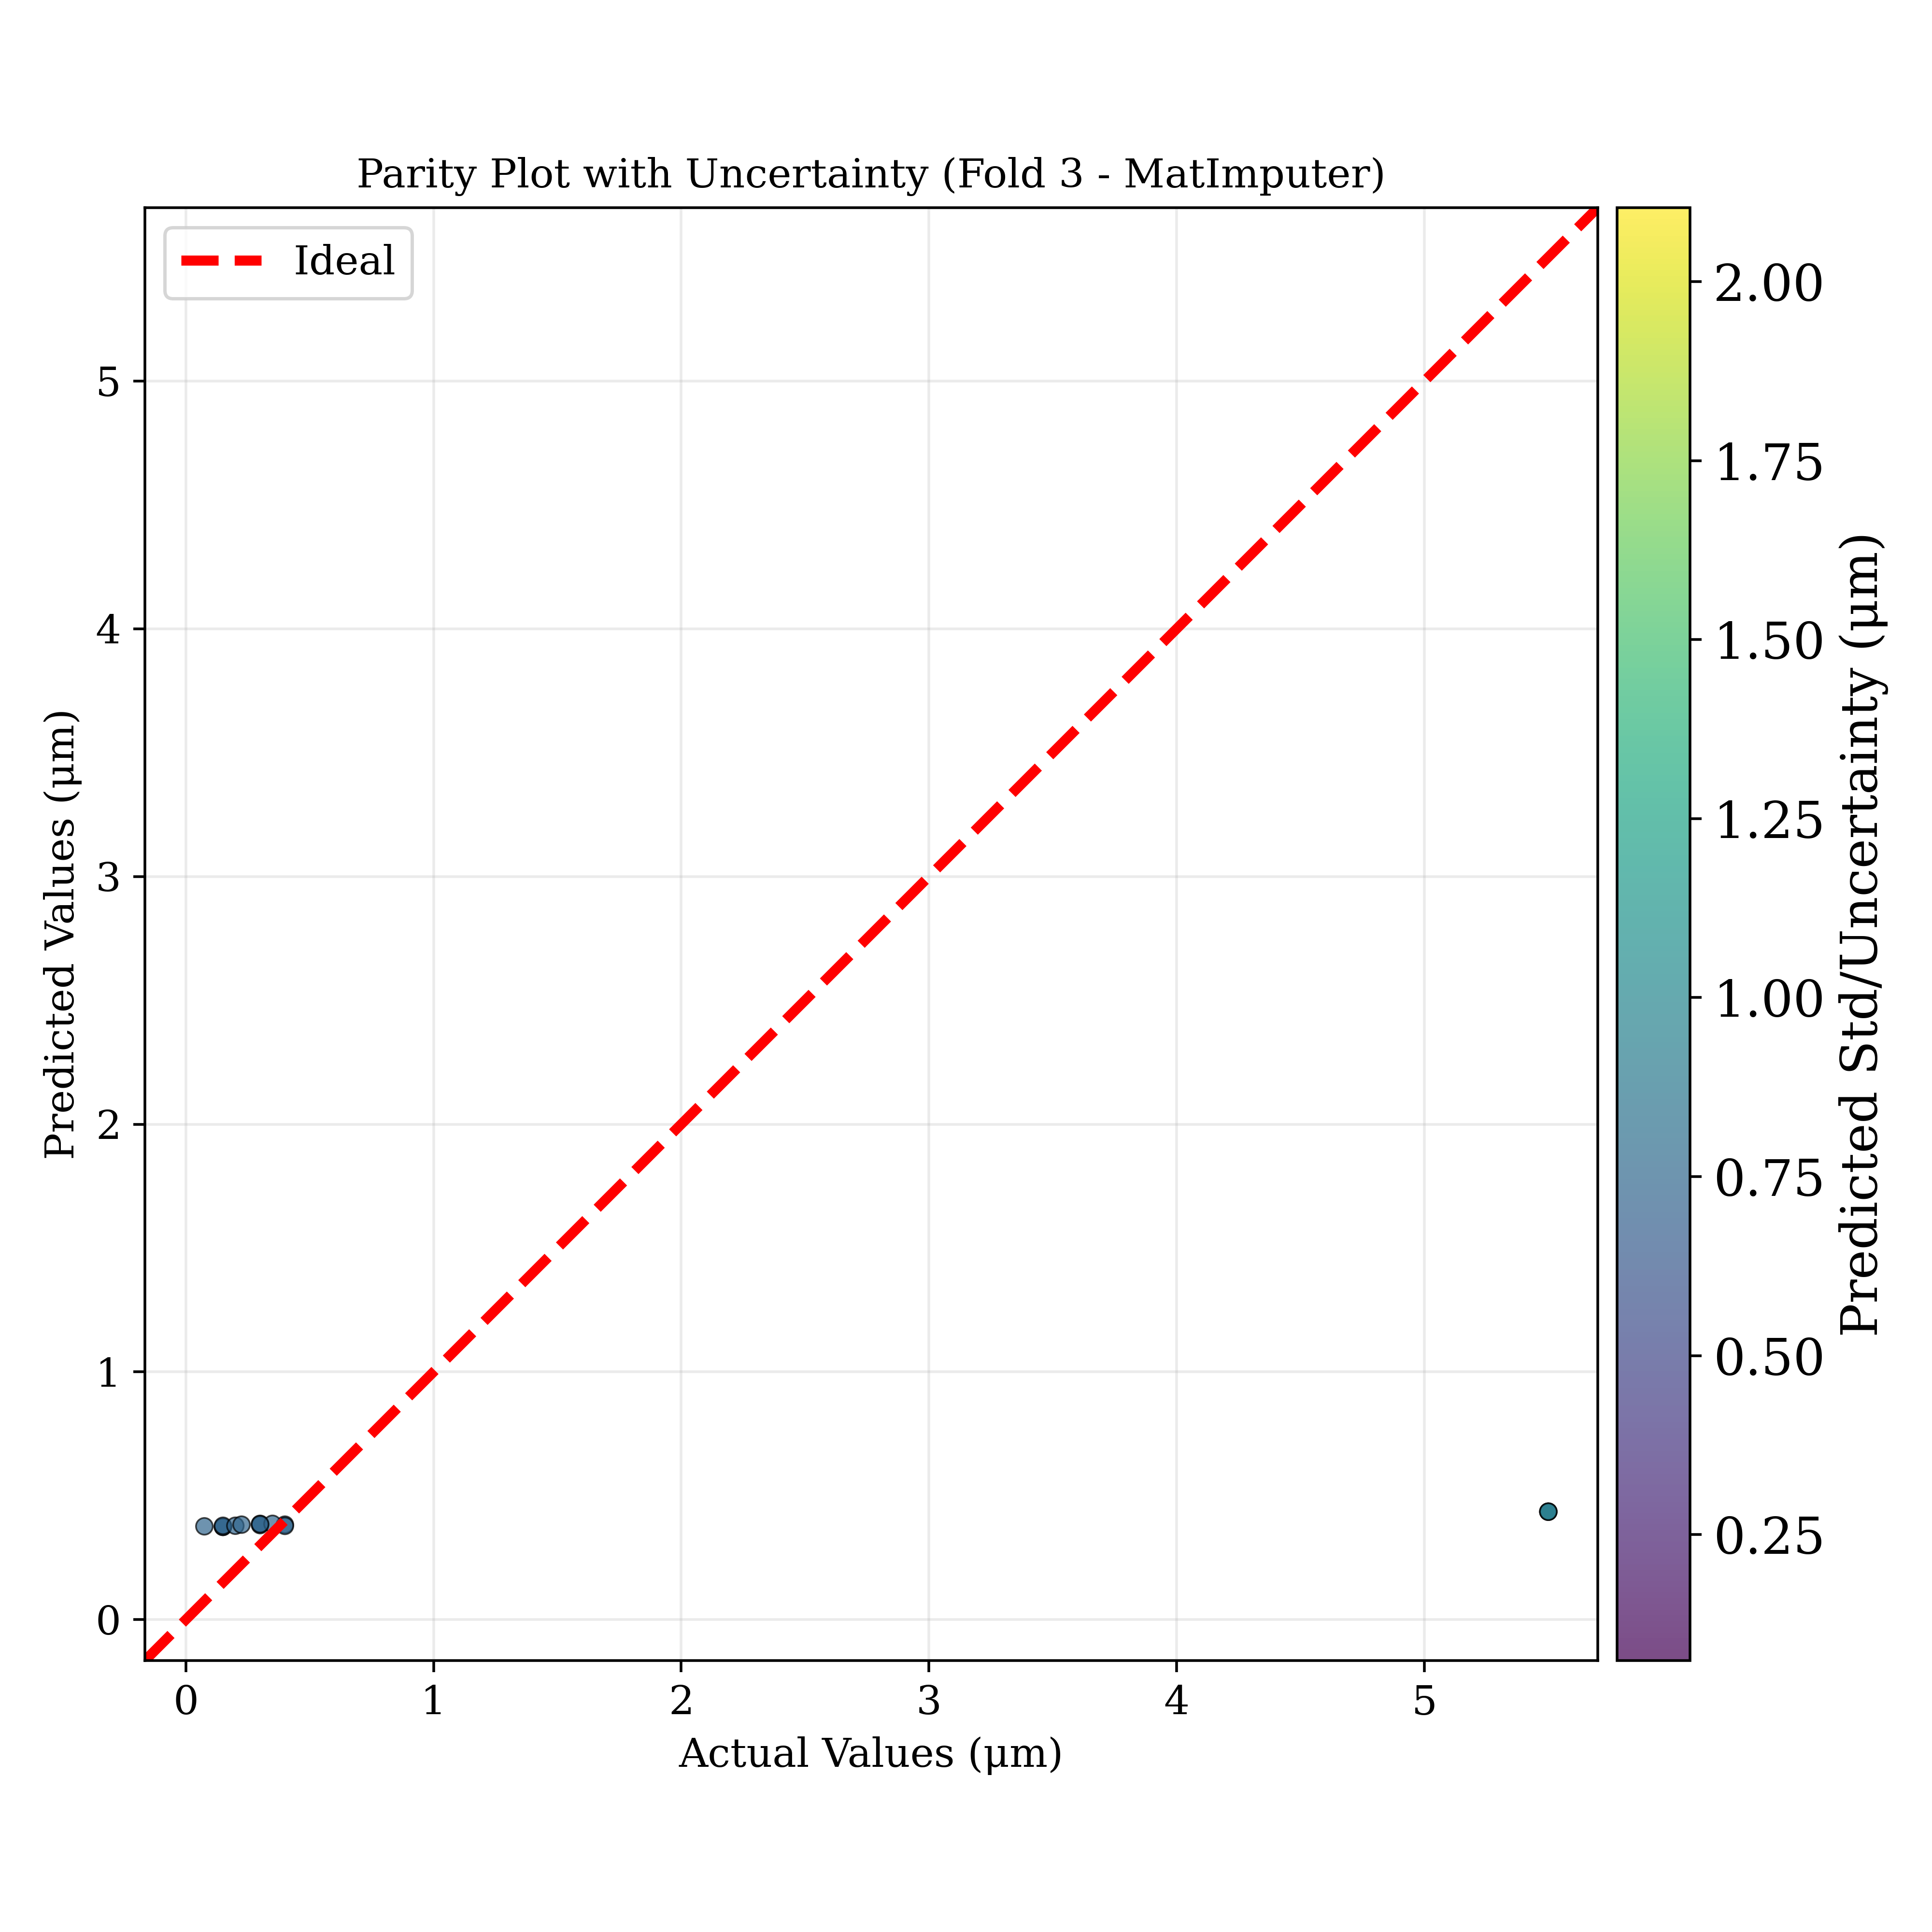 Parity Plot with Uncertainty (Fold 3 - MatImputer)
Ideal
Predicted Values (μm)
5
4
3
2
1
0
0 1 2 3 4 5
Actual Values (μm)
2.00
1.75
1.50
1.25
1.00
0.75
0.50
0.25
Predicted Std/Uncertainty (μm)